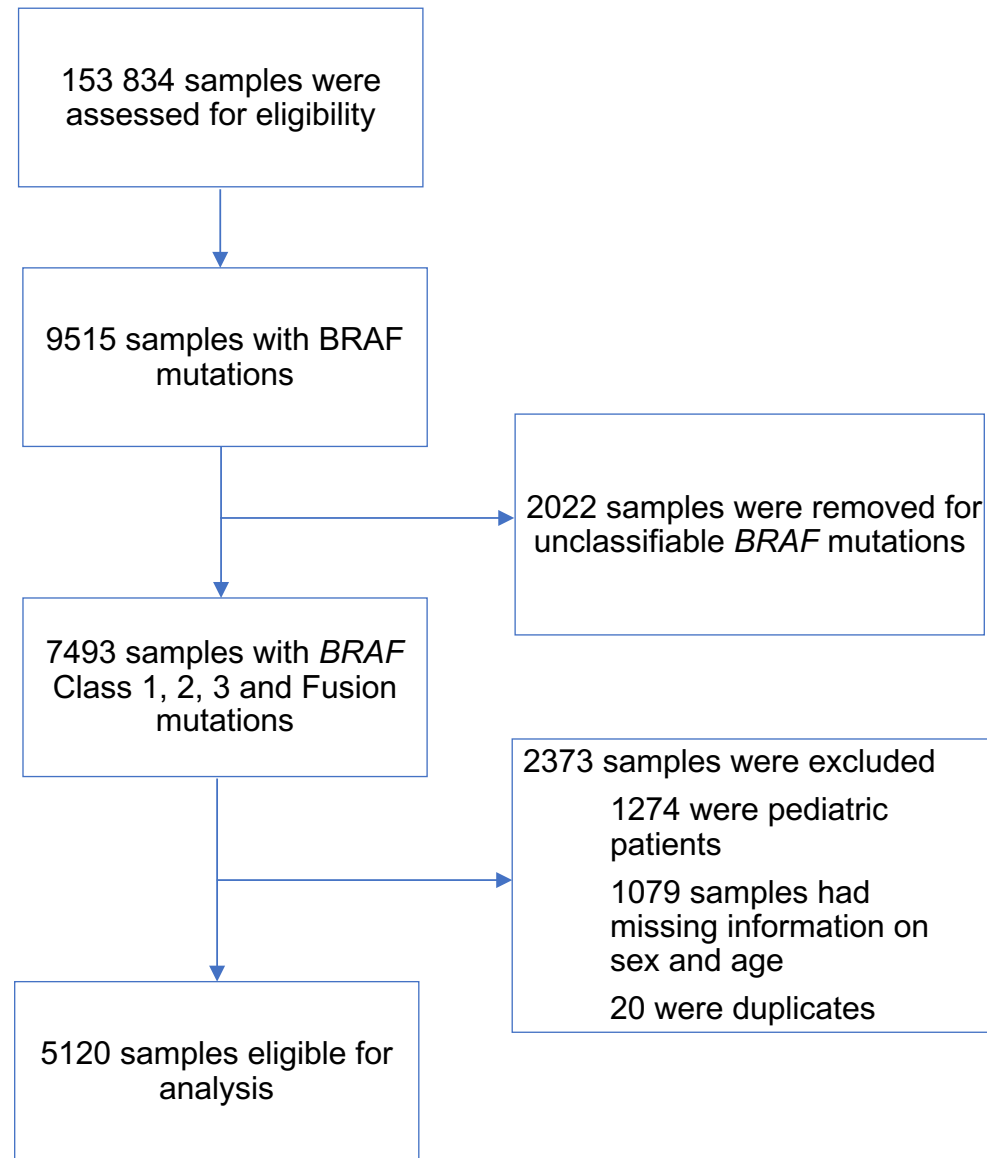 153 834 samples were
assessed for eligibility
9515 samples with BRAF
mutations
2022 samples were removed for
unclassifiable BRAF mutations
7493 samples with BRAF
Class 1, 2, 3 and Fusion
mutations
2373 samples were excluded
1274 were pediatric
patients
1079 samples had
missing information on
sex and age
20 were duplicates
5120 samples eligible for
analysis